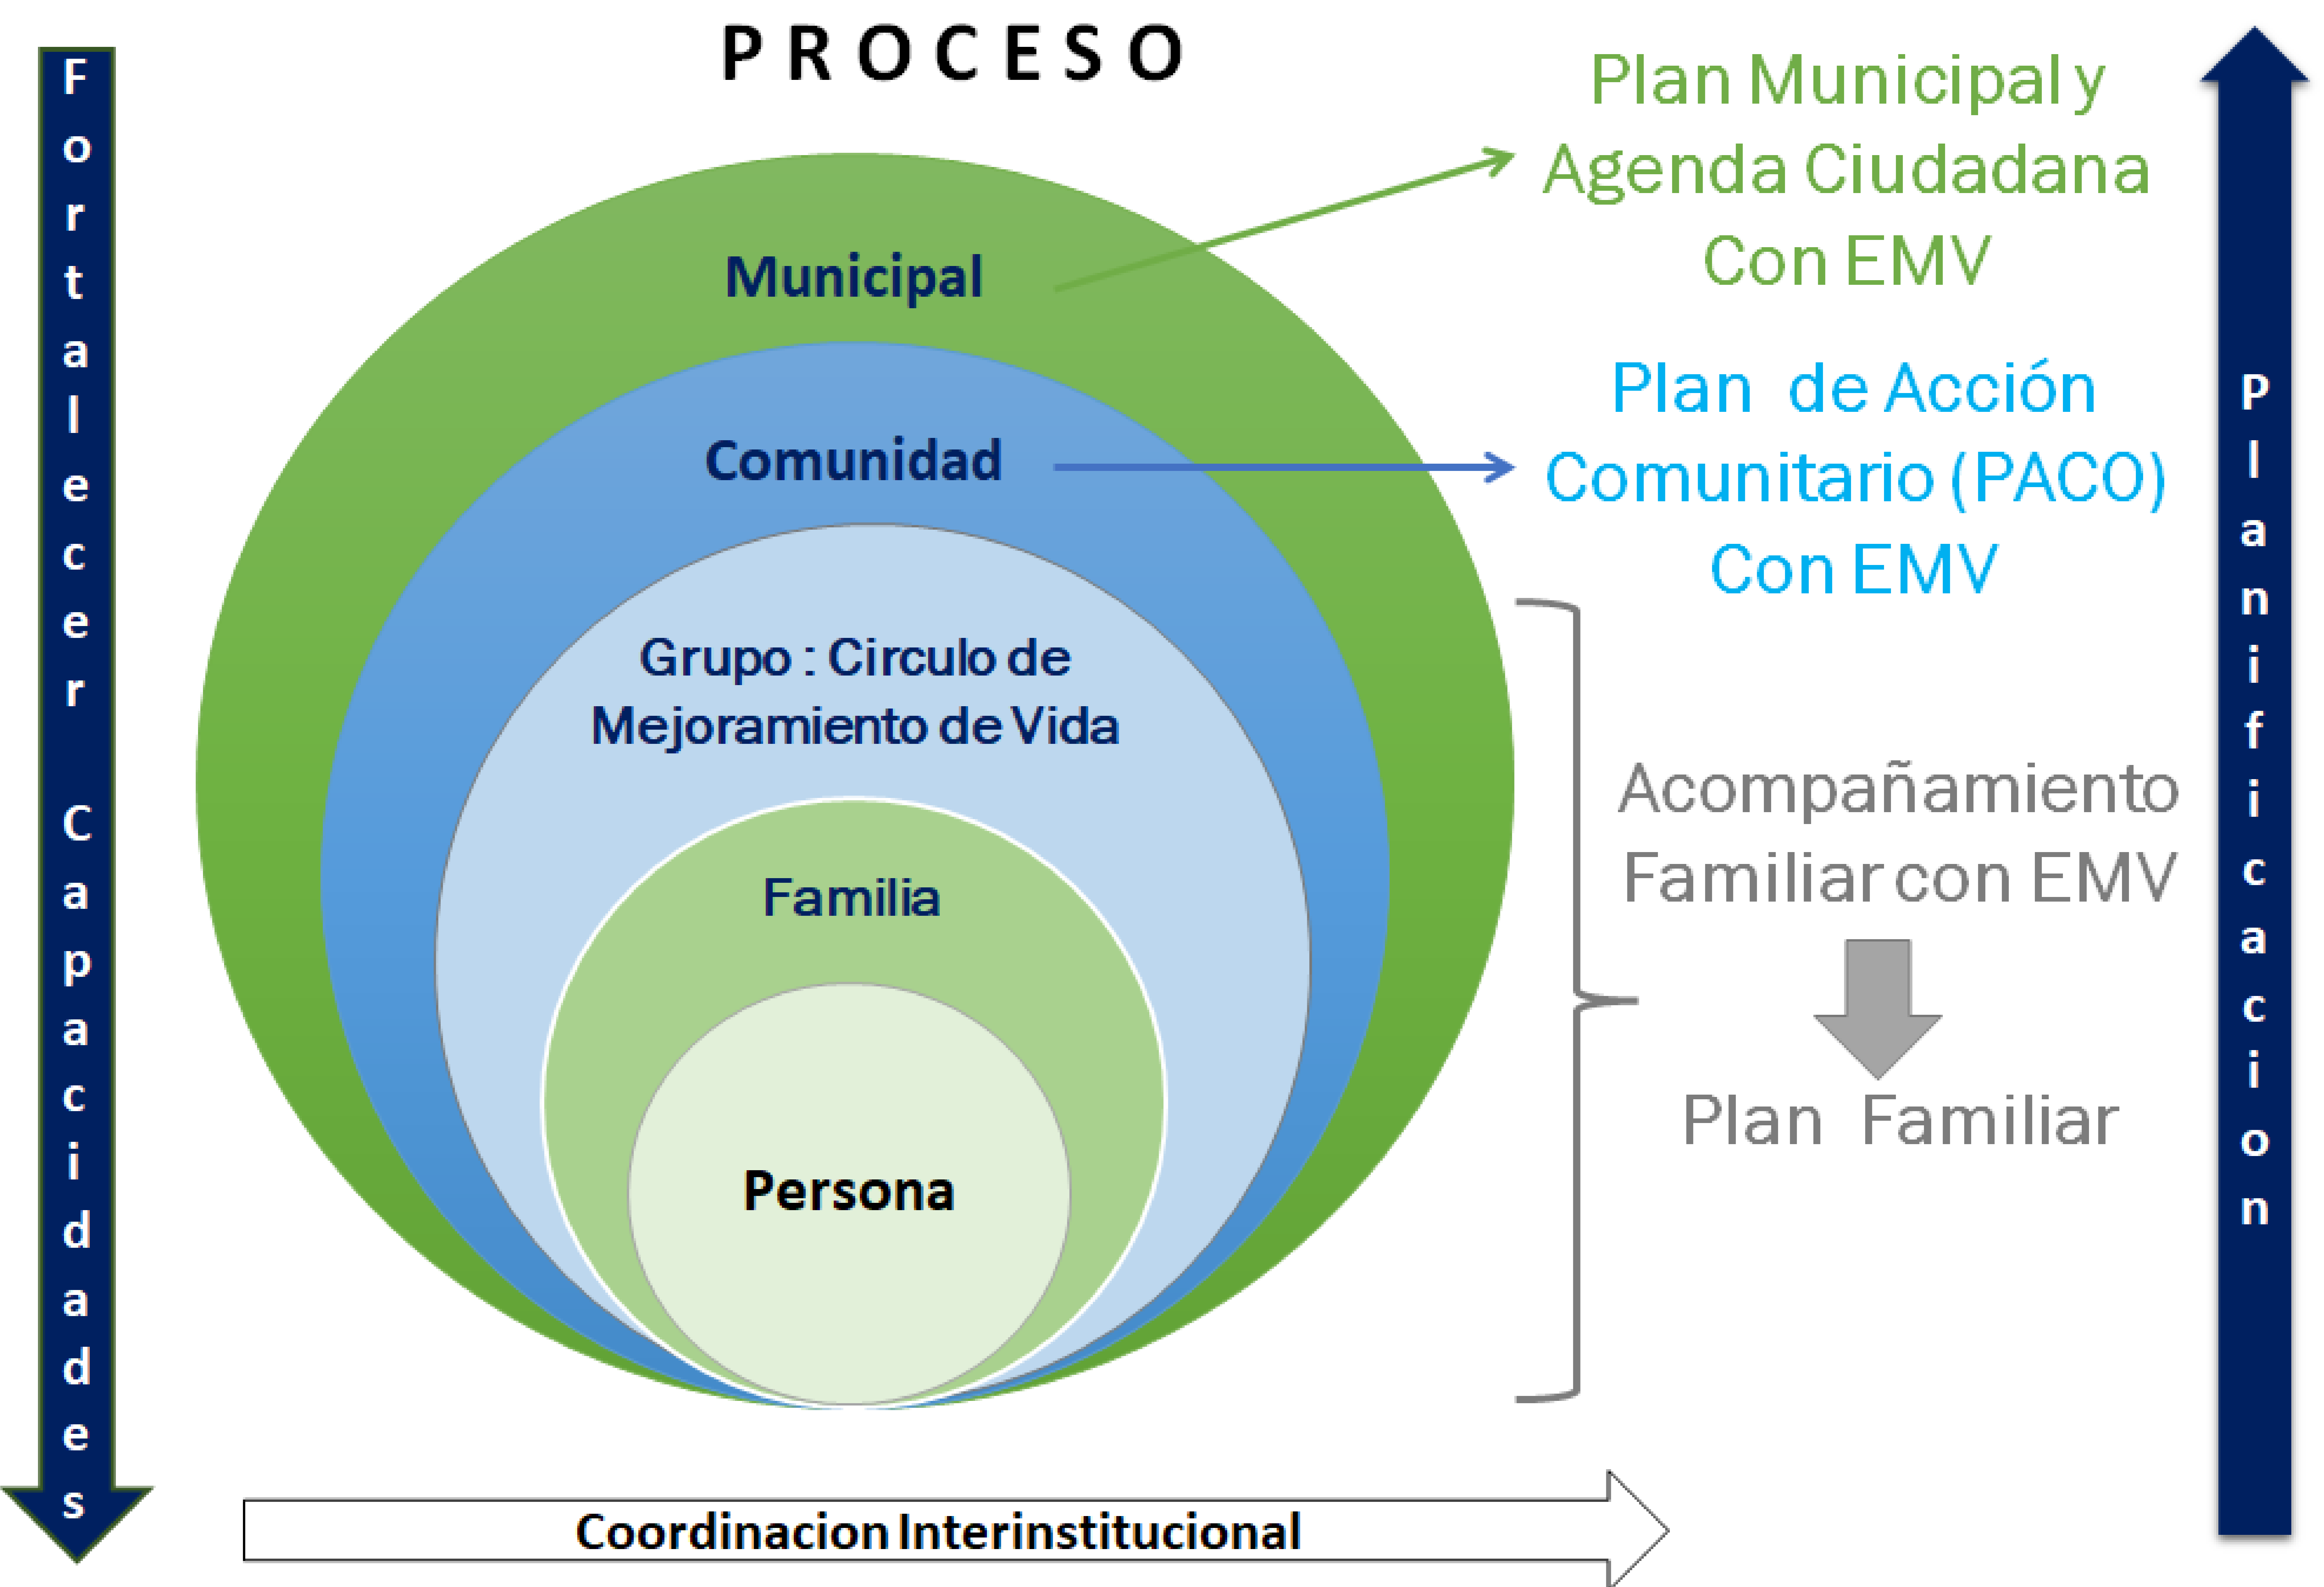 PROCESO
Fortalecer Capacidades
Municipal
Comunidad
Grupo : Circulo de
Mejoramiento de Vida
Familia
Persona
Plan Municipal y
Agenda Ciudadana
Con EMV
Plan de Acción
Comunitario (PACO)
Con EMV
Acompañamiento
Familiar con EMV
Plan Familiar
Planificacion
Coordinacion Interinstitucional